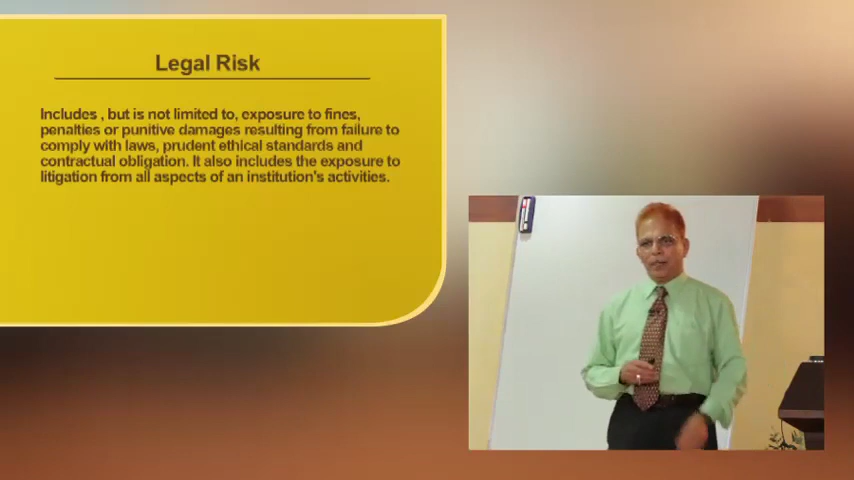 Legal Risk
Includes , but is not limited to, exposure to fines,
penalties or punitive damages resulting from failure to
comply with laws, prudent ethical standards and
contractual obligation. It also includes the exposure to
litigation from all aspects of an institution's activities.